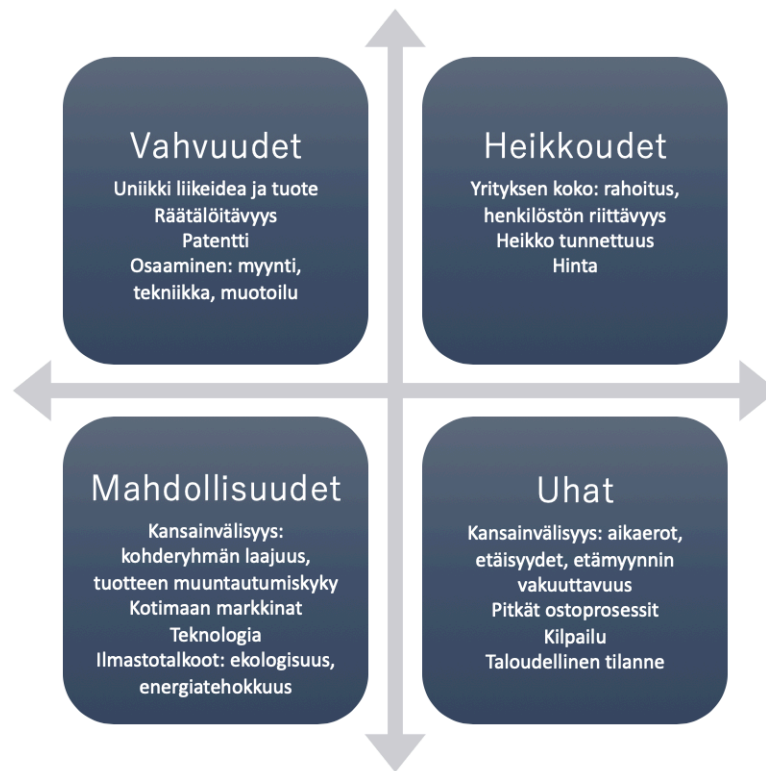 Vahvuudet
Uniikki liikeidea ja tuote
Räätälöitävyys
Patentti
Osaaminen: myynti,
tekniikka, muotoilu
Heikkoudet
Yrityksen koko: rahoitus,
henkilöstön riittävyys
Heikko tunnettuus
Hinta
Mahdollisuudet
Kansainvälisyys:
kohderyhmän laajuus,
tuotteen muuntautumiskyky
Kotimaan markkinat
Teknologia
Ilmastotalkoot: ekologisuus,
energiatehokkuus
Uhat
Kansainvälisyys: aikaerot,
etäisyydet, etämyynnin
vakuuttavuus
Pitkät ostoprosessit
Kilpailu
Taloudellinen tilanne